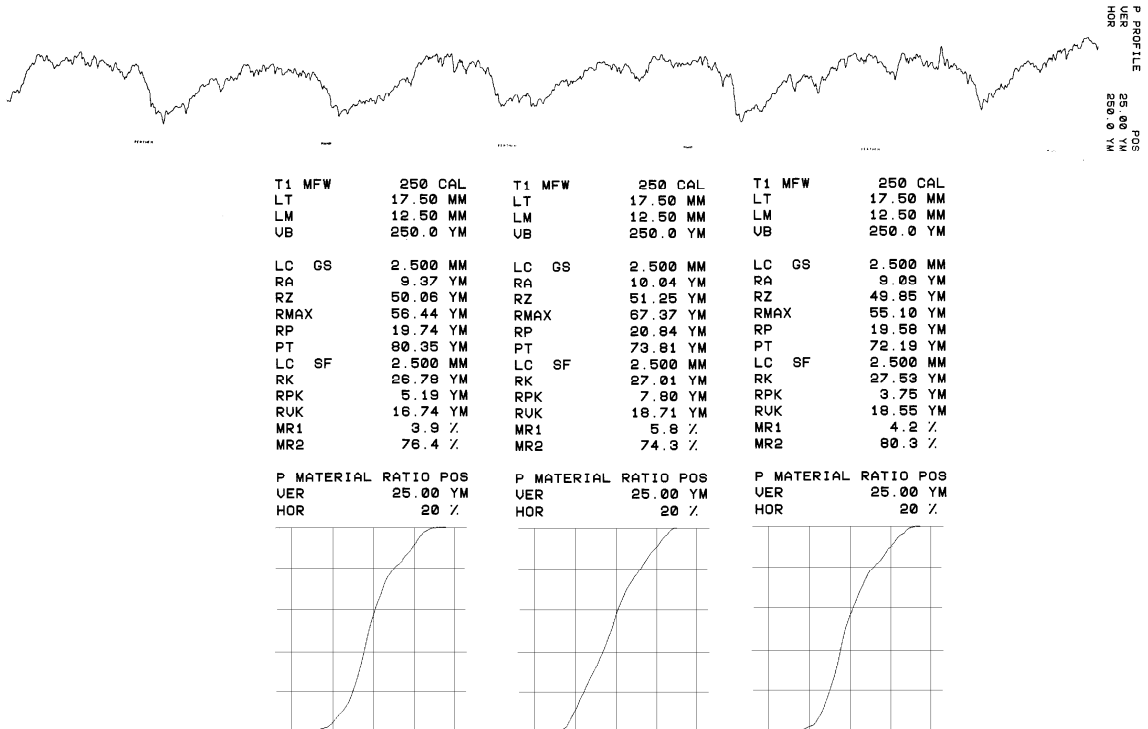 P PROFILE POS
VER 25.00 YM
HOR 250.0 YM
T1 MFW 250 CAL
LT 17.50 MM
LM 12.50 MM
VB 250.0 YM
LC GS 2.500 MM
RA 9.37 YM
RZ 50.06 YM
RMAX 56.44 YM
RP 19.74 YM
PT 80.35 YM
LC SF 2.500 MM
RK 26.79 YM
RPK 5.19 YM
RVK 16.74 YM
MR1 3.9 %
MR2 76.4 %
P MATERIAL RATIO POS
VER 25.00 YM
HOR 20 %
T1 MFW 250 CAL
LT 17.50 MM
LM 12.50 MM
VB 250.0 YM
LC GS 2.500 MM
RA 10.04 YM
RZ 51.25 YM
RMAX 67.37 YM
RP 20.84 YM
PT 73.81 YM
LC SF 2.500 MM
RK 27.01 YM
RPK 7.80 YM
RVK 18.71 YM
MR1 5.8 %
MR2 74.3 %
P MATERIAL RATIO POS
VER 25.00 YM
HOR 20 %
T1 MFW 250 CAL
LT 17.50 MM
LM 12.50 MM
VB 250.0 YM
LC GS 2.500 MM
RA 9.09 YM
RZ 49.85 YM
RMAX 55.10 YM
RP 19.58 YM
PT 72.19 YM
LC SF 2.500 MM
RK 27.53 YM
RPK 3.75 YM
RVK 18.55 YM
MR1 4.2 %
MR2 80.3 %
P MATERIAL RATIO POS
VER 25.00 YM
HOR 20 %